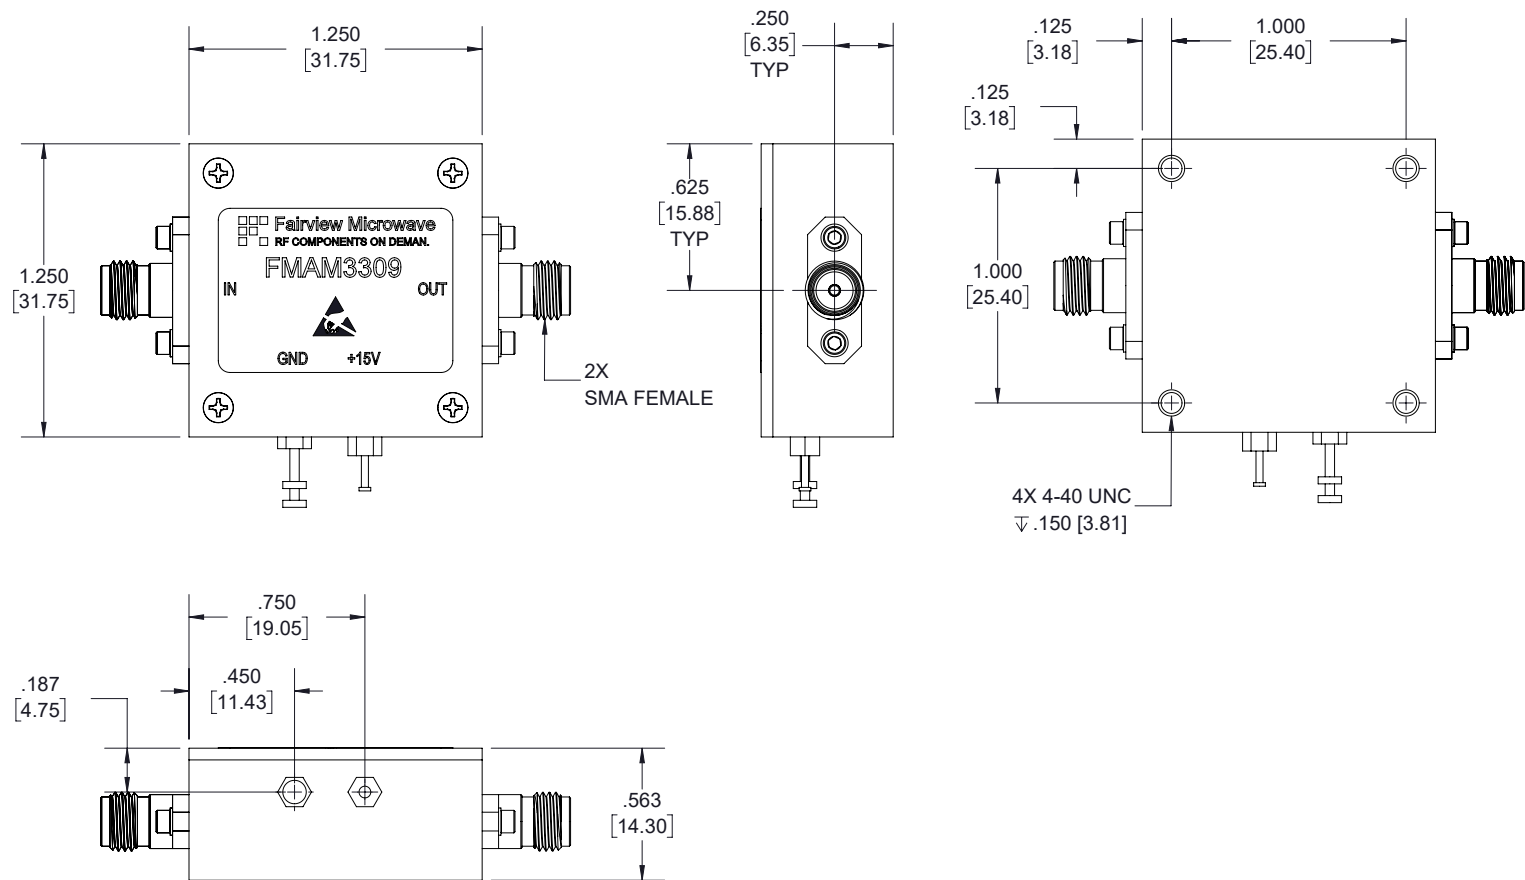 1.250
[31.75]
.250
[6.35]
TYP
.125
[3.18]
1.000
[25.40]
.125
[3.18]
1.250
[31.75]
Fairview Microwave
RF COMPONENTS ON DEMAN.
FMAM3309
IN
OUT
GND
+15V
2X
SMA FEMALE
.625
[15.88]
TYP
1.000
[25.40]
4X 4-40 UNC
↧ .150 [3.81]
.750
[19.05]
.450
[11.43]
.187
[4.75]
.563
[14.30]